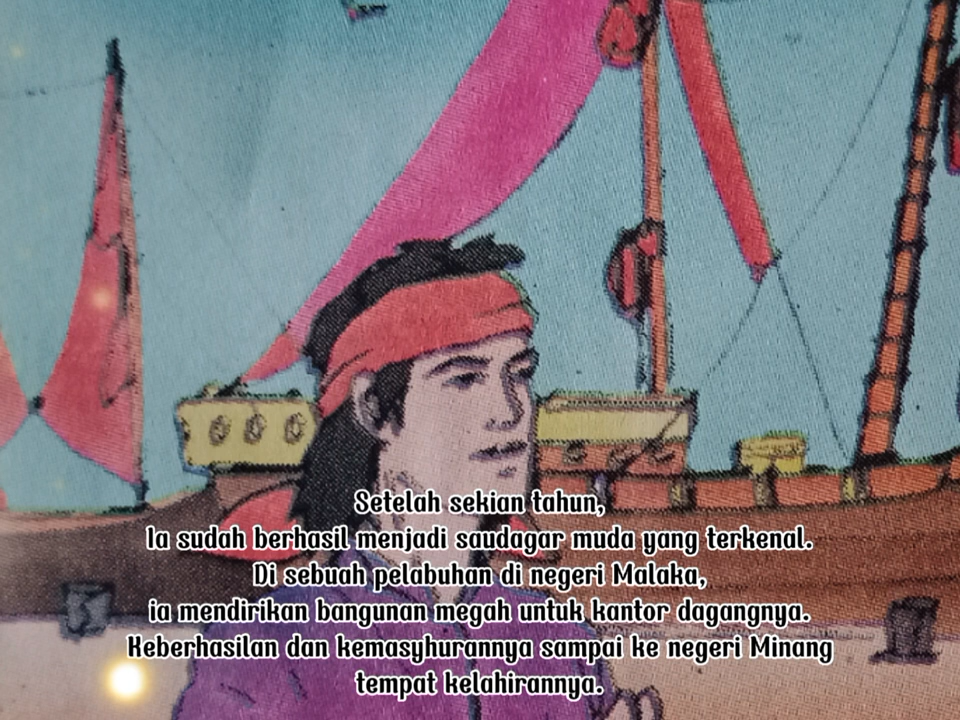 Setelah sekian tahun,
Ia sudah berhasil menjadi saudagar muda yang terkenal.
Di sebuah pelabuhan di negeri Malaka,
ia mendirikan bangunan megah untuk kantor dagangnya.
Keberhasilan dan kemasyhurannya sampai ke negeri Minang
tempat kelahirannya.